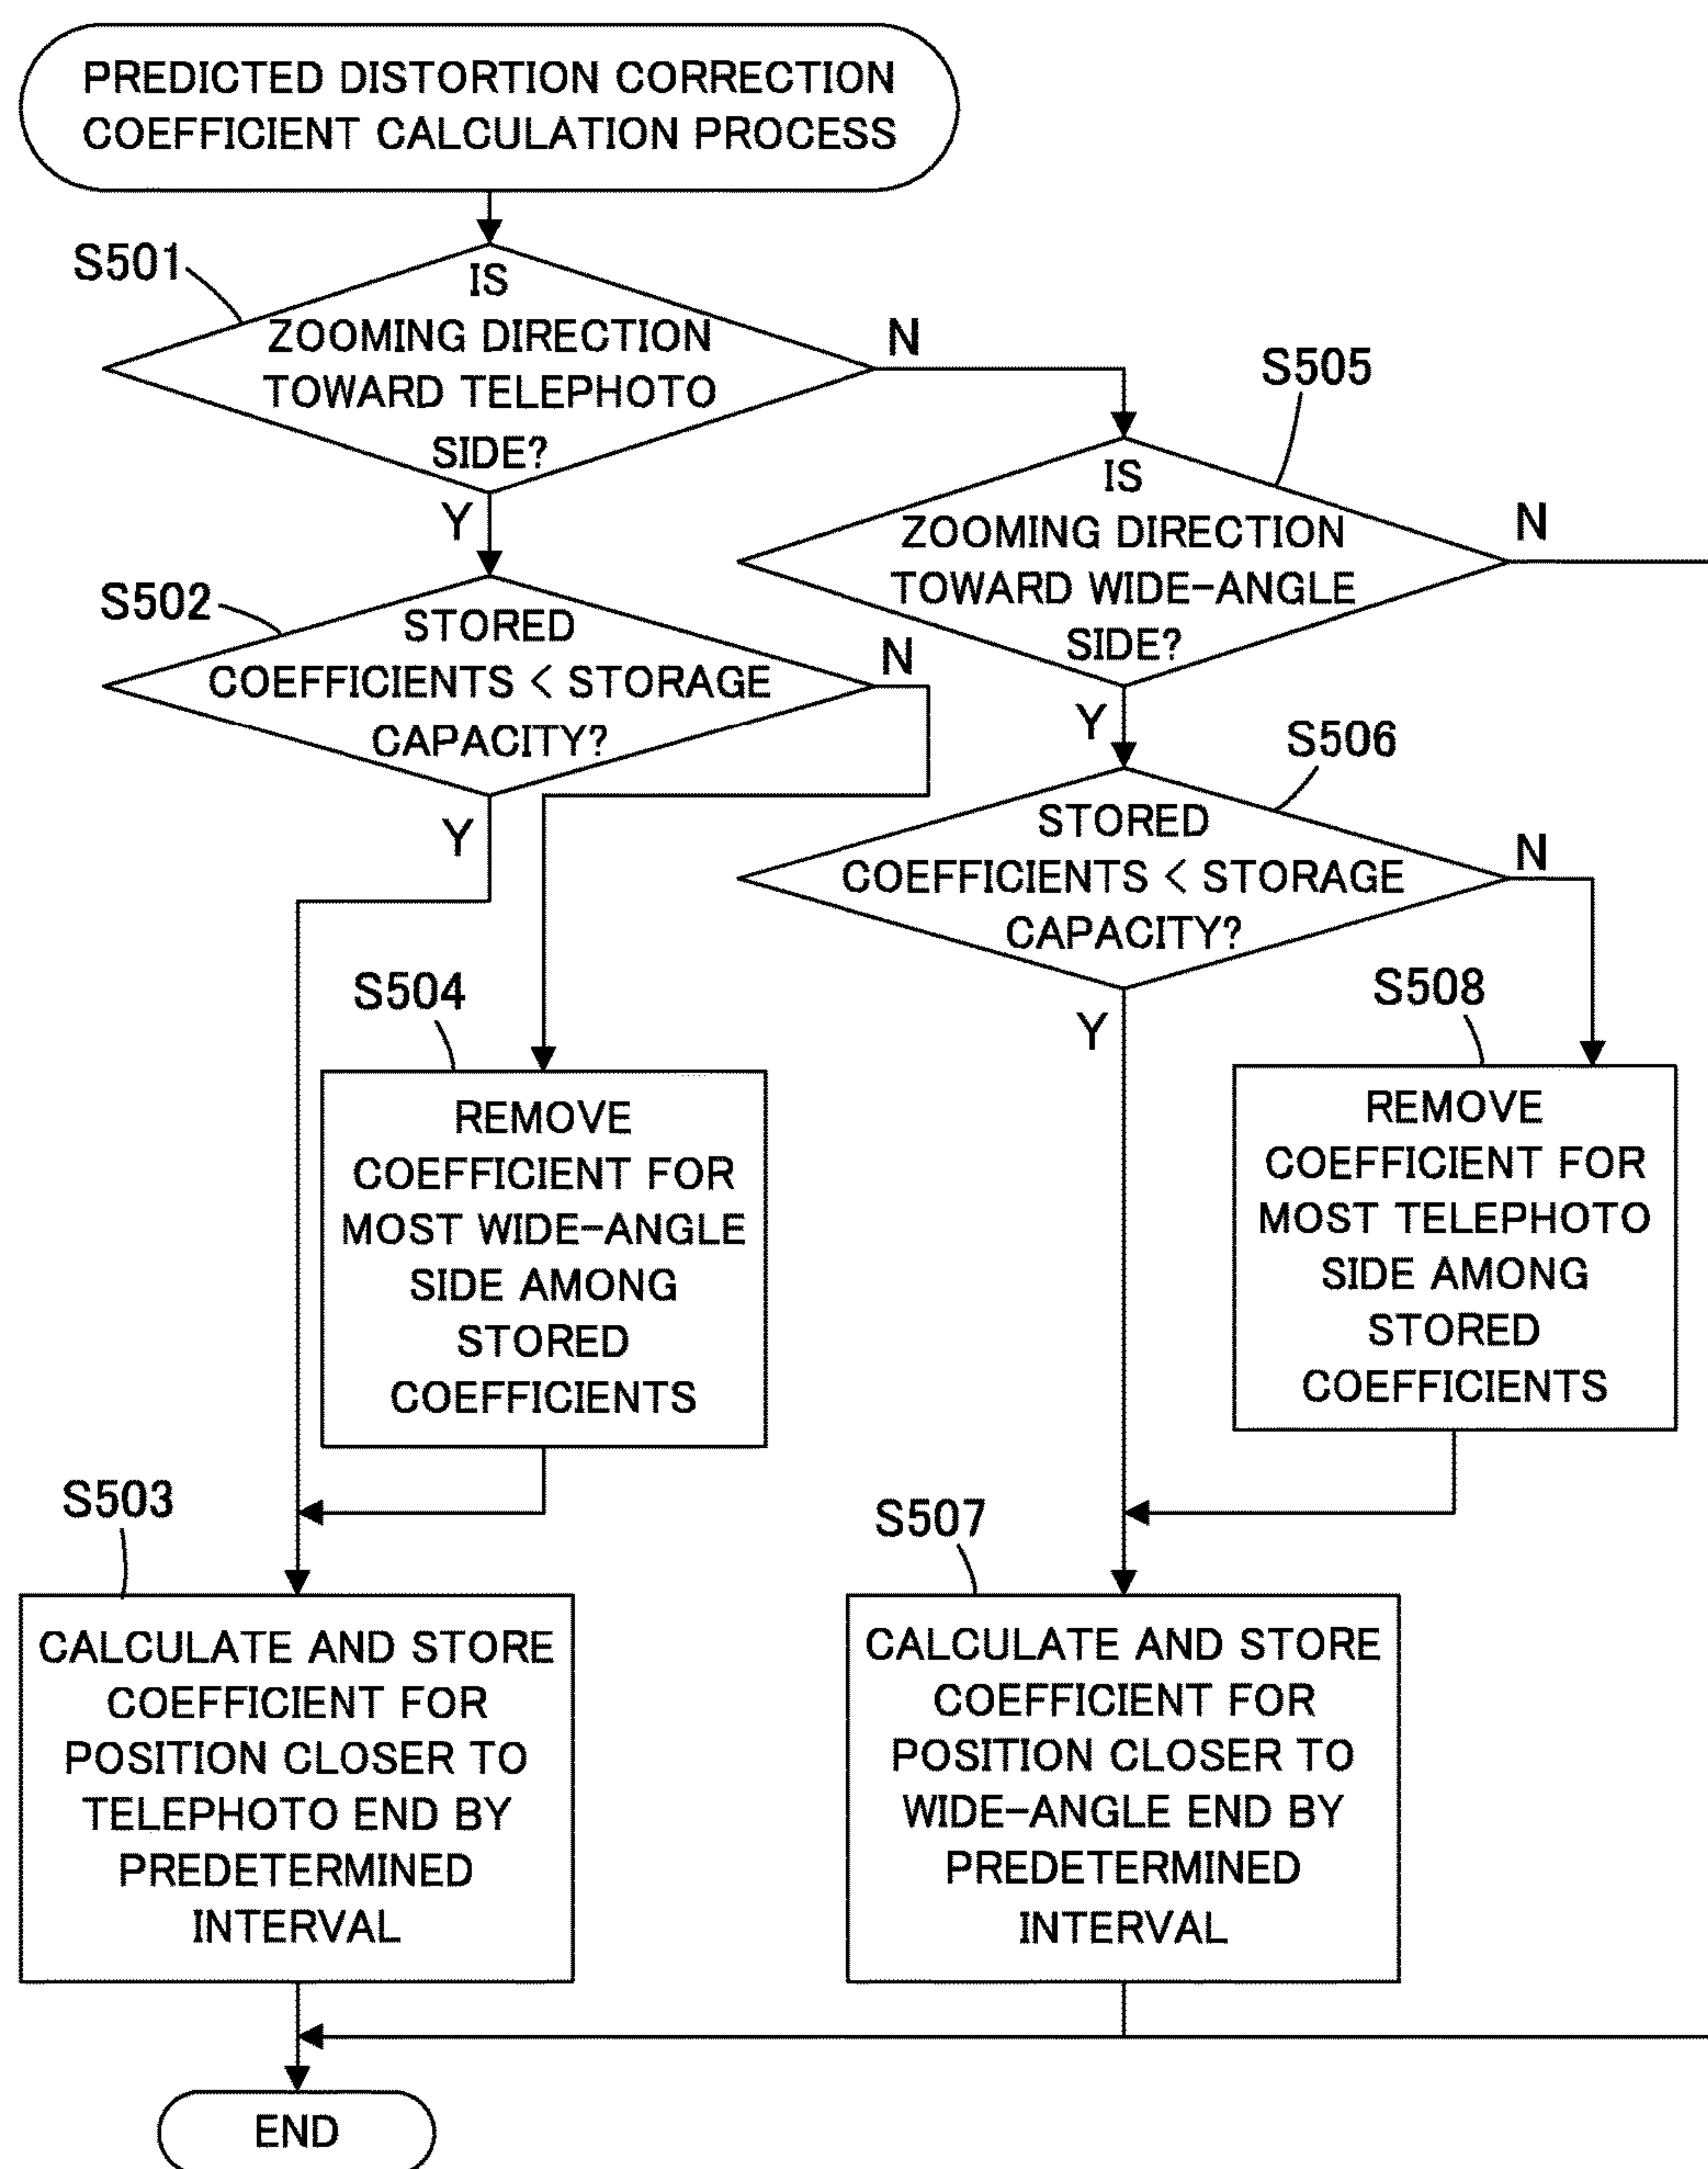 PREDICTED DISTORTION CORRECTION
COEFFICIENT CALCULATION PROCESS
S501
IS
ZOOMING DIRECTION
TOWARD TELEPHOTO
SIDE?
N
Y
S505
IS
ZOOMING DIRECTION
TOWARD WIDE-ANGLE
SIDE?
N
Y
S502
STORED
COEFFICIENTS < STORAGE
CAPACITY?
N
Y
S506
STORED
COEFFICIENTS < STORAGE
CAPACITY?
N
Y
S504
REMOVE
COEFFICIENT FOR
MOST WIDE-ANGLE
SIDE AMONG
STORED
COEFFICIENTS
S508
REMOVE
COEFFICIENT FOR
MOST TELEPHOTO
SIDE AMONG
STORED
COEFFICIENTS
S503
CALCULATE AND STORE
COEFFICIENT FOR
POSITION CLOSER TO
TELEPHOTO END BY
PREDETERMINED
INTERVAL
S507
CALCULATE AND STORE
COEFFICIENT FOR
POSITION CLOSER TO
WIDE-ANGLE END BY
PREDETERMINED
INTERVAL
END